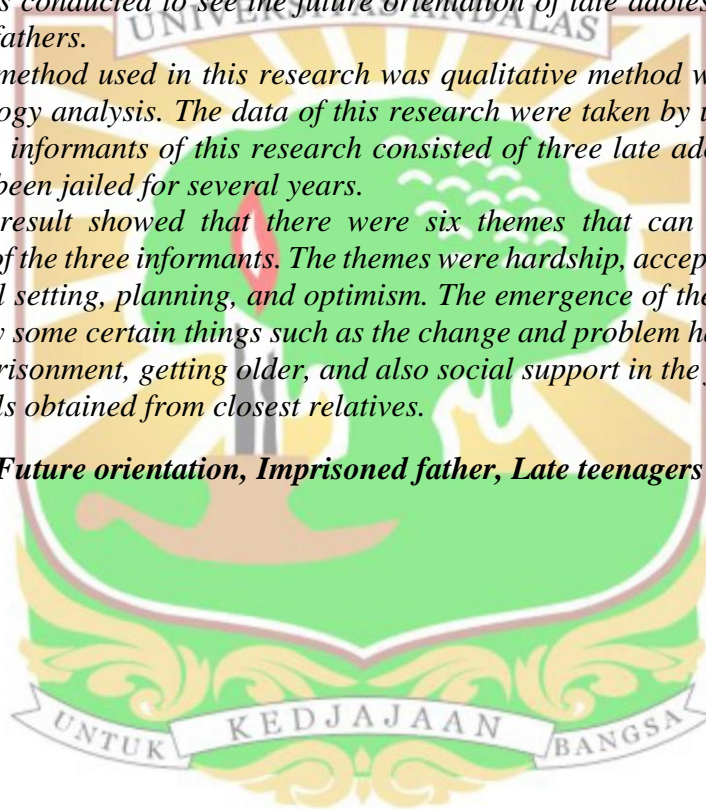 s conducted to see the future orientation of late adoles
UNIVERSITAS ANDALAS
fathers.
method used in this research was qualitative method w
ogy analysis. The data of this research were taken by u
informants of this research consisted of three late ado
been jailed for several years.
result showed that there were six themes that can
of the three informants. The themes were hardship, accep
l setting, planning, and optimism. The emergence of the
y some certain things such as the change and problem ha
risonment, getting older, and also social support in the
ls obtained from closest relatives.
Future orientation, Imprisoned father, Late teenagers
UNTUK KEDJAJAAN BANGSA